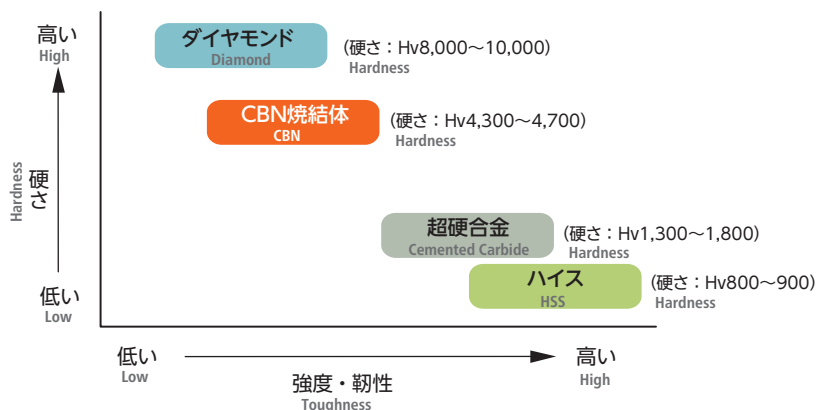 高い
High
ダイヤモンド
Diamond
(硬さ：Hv8,000～10,000)
Hardness
CBN焼結体
CBN
(硬さ：Hv4,300～4,700)
Hardness
硬さ
Hardness
超硬合金
Cemented Carbide
(硬さ：Hv1,300～1,800)
Hardness
ハイス
HSS
(硬さ：Hv800～900)
Hardness
低い
Low
低い
Low
高い
High
強度・靭性
Toughness